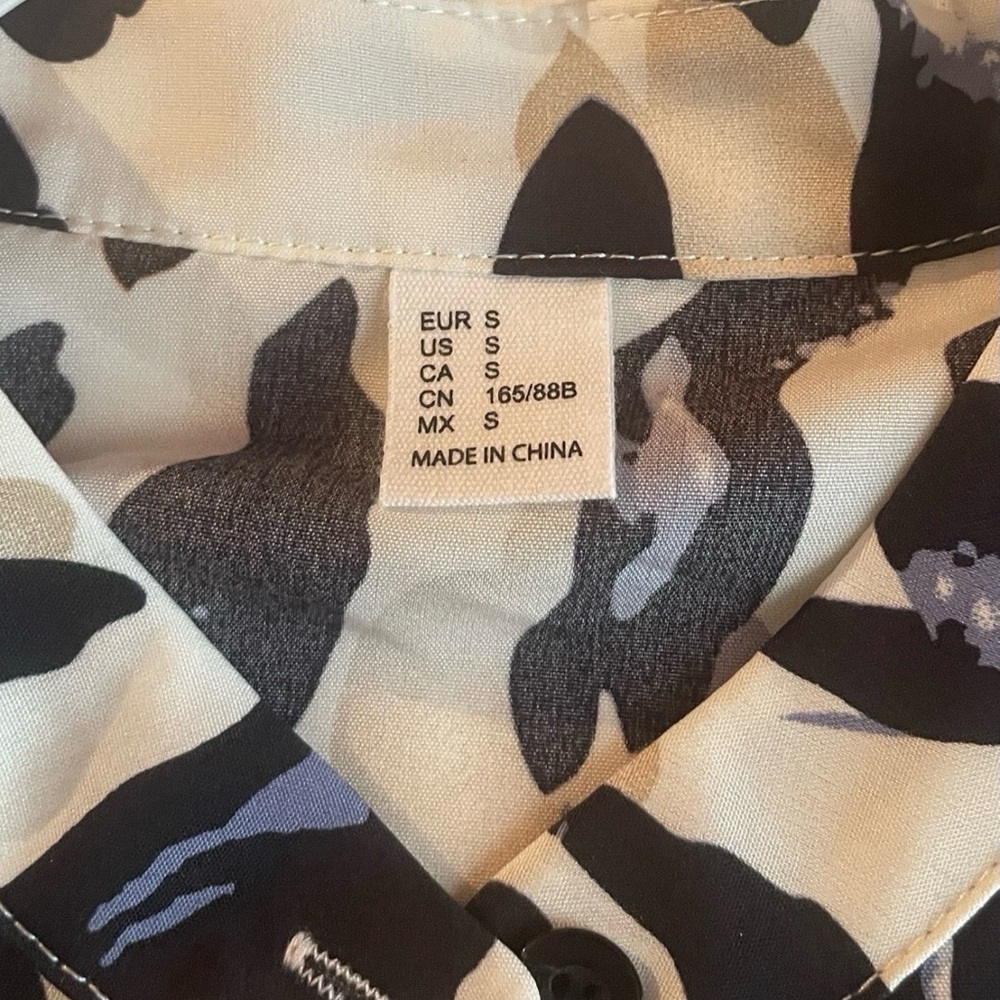 EUR S
US S
CA S
CN 165/88B
MX S
MADE IN CHINA